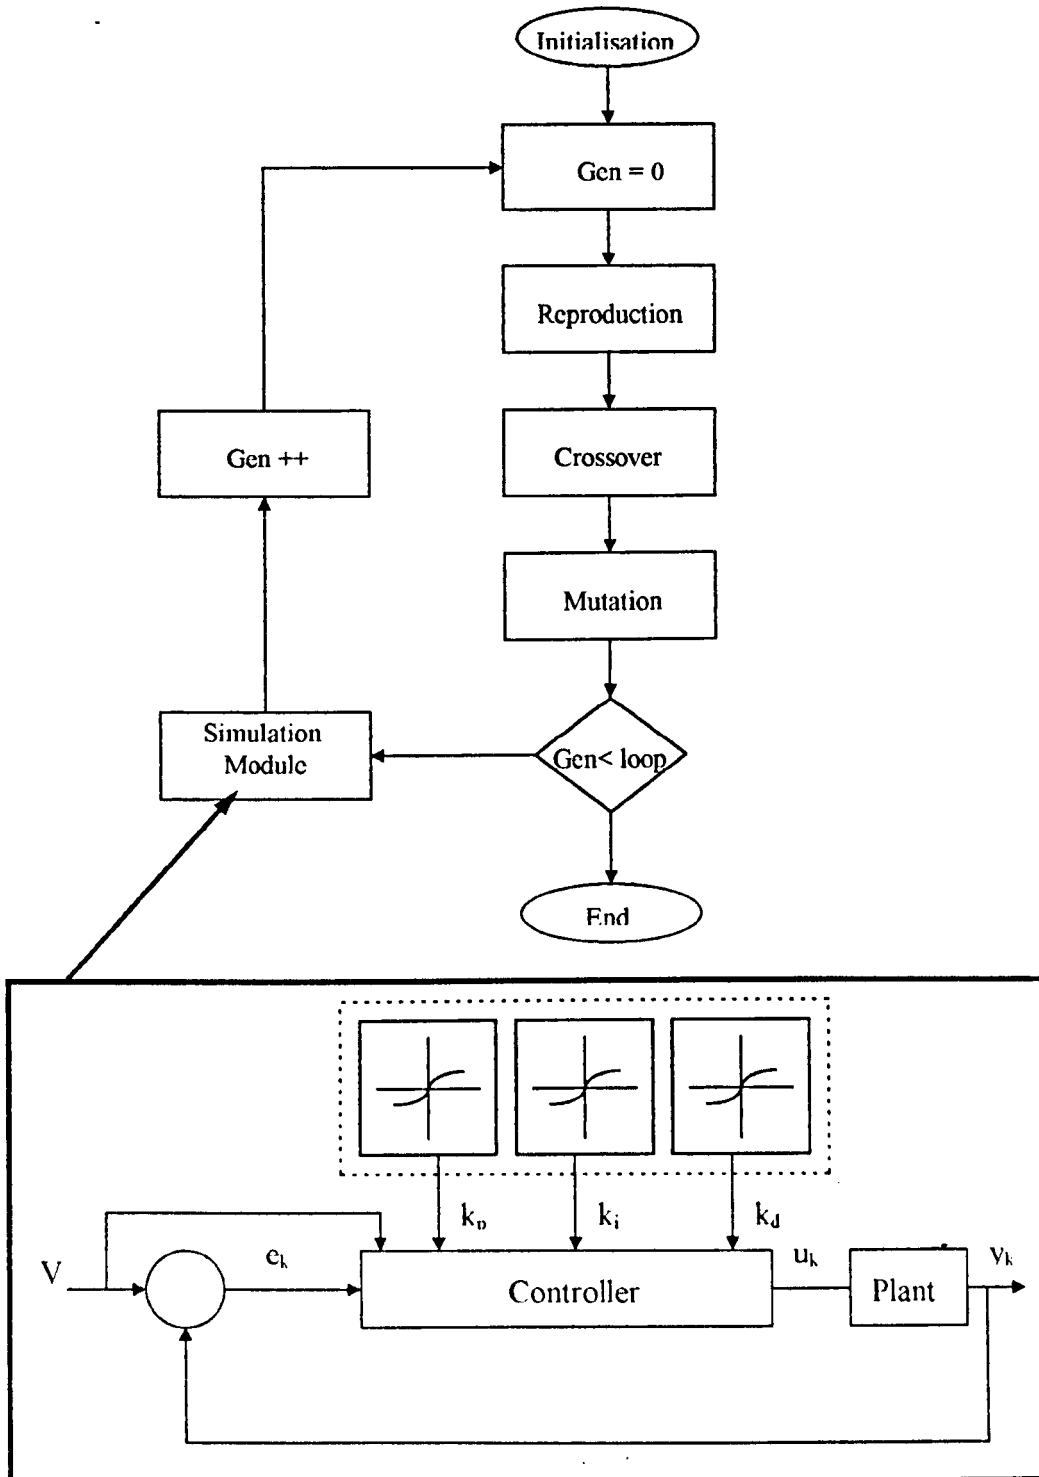 Initialisation
Gen = 0
Reproduction
Gen ++
Crossover
Mutation
Simulation
Module
Gen< loop
End
kp
ki
kd
V
ek
Controller
uk
Plant
yk